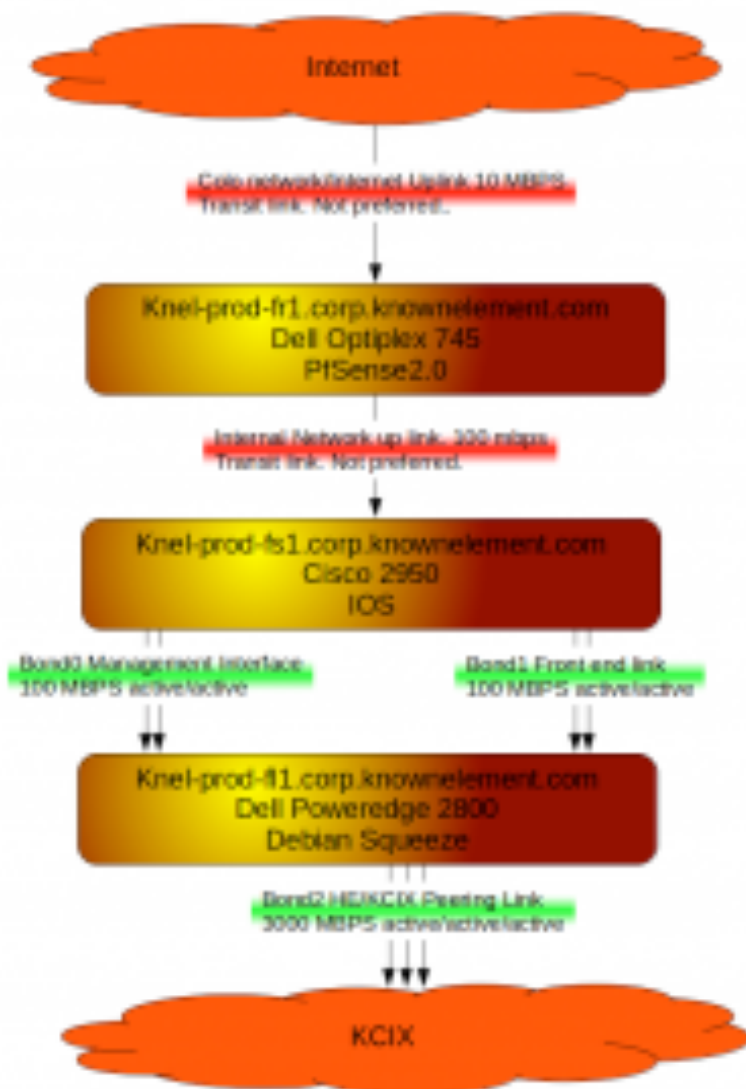 Internet
Colo network/Internet Uplink 10 MBPS
Transit link. Not preferred..
Knel-prod-fr1.corp.knownelement.com
Dell Optiplex 745
PfSense2.0
Internal Network up link. 100 mbps
Transit link. Not preferred.
Knel-prod-fs1.corp.knownelement.com
Cisco 2950
IOS
Bond0 Management Interface
100 MBPS active/active
Bond1 Front end link
100 MBPS active/active
Knel-prod-fl1.corp.knownelement.com
Dell Poweredge 2800
Debian Squeeze
Bond2 HE/KCIX Peering Link
3000 MBPS active/active/active
KCIX